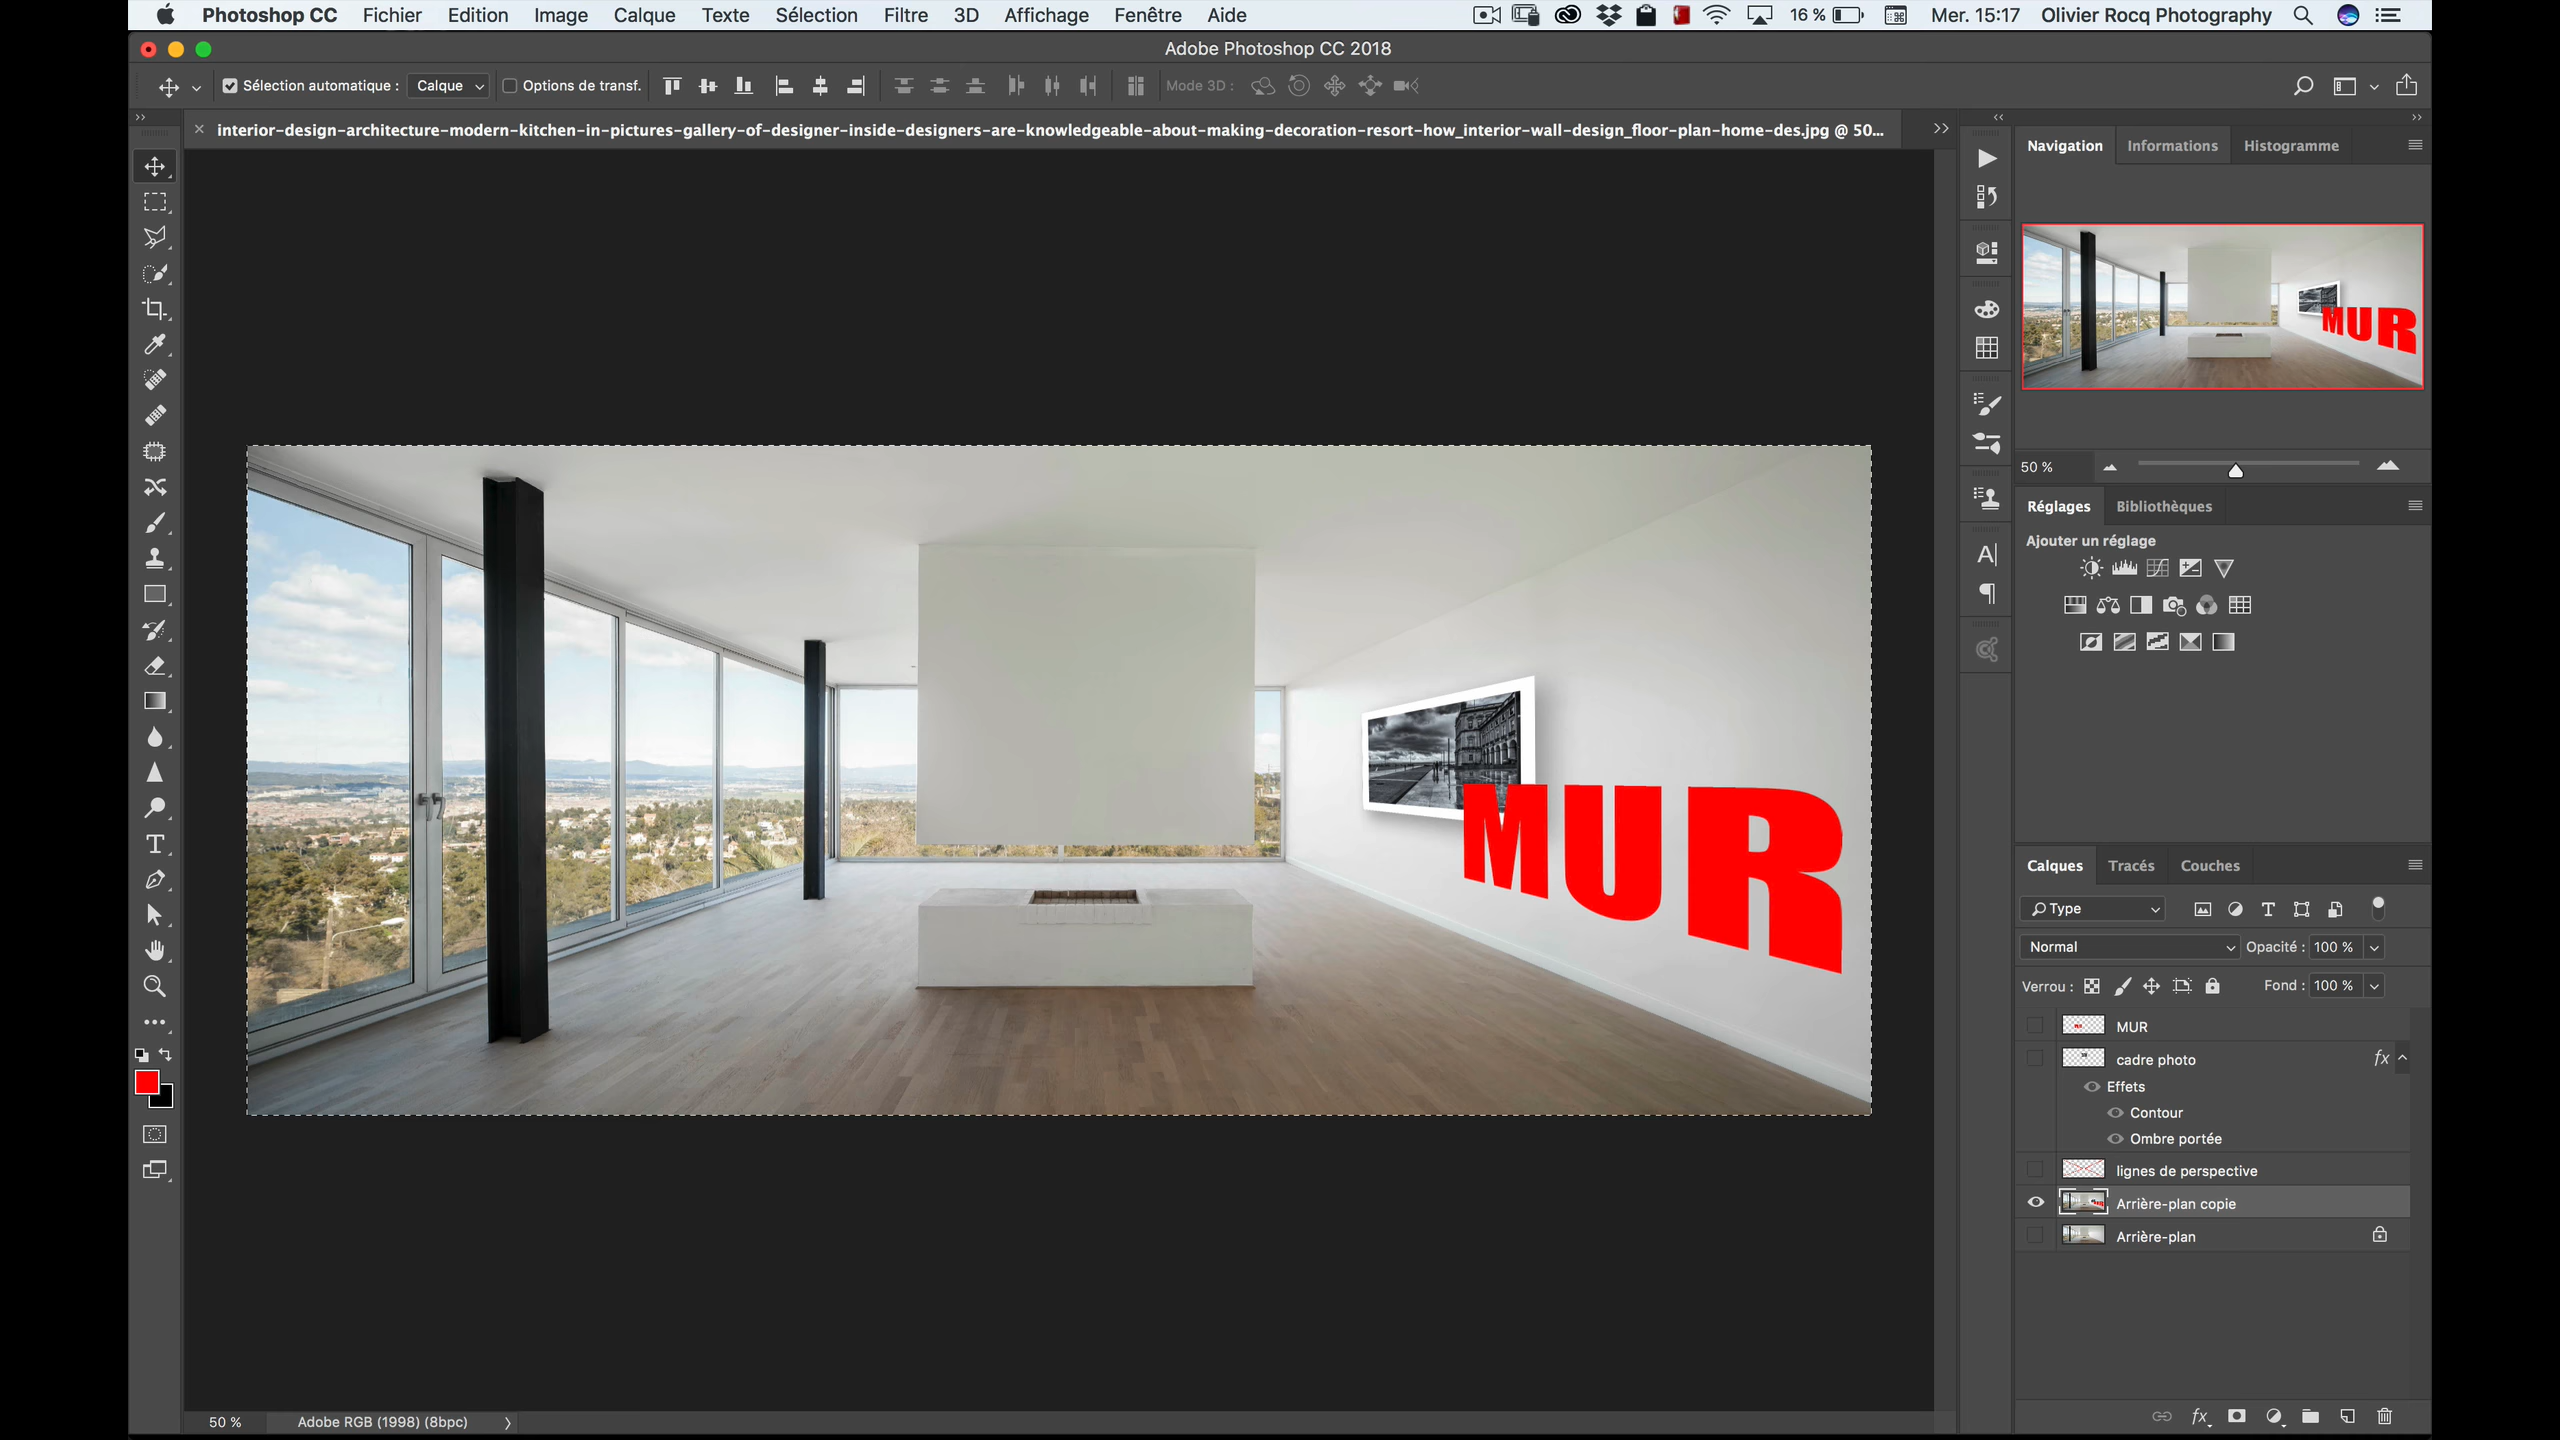 Photoshop CC Fichier Edition Image Calque Texte Sélection Filtre 3D Affichage Fenêtre Aide 16 % Mer. 15:17 Olivier Rocq Photography
Adobe Photoshop CC 2018
Sélection automatique : Calque Options de transf. Mode 3D :
interior-design-architecture-modern-kitchen-in-pictures-gallery-of-designer-inside-designers-are-knowledgeable-about-making-decoration-resort-how_interior-wall-design_floor-plan-home-des.jpg @ 50...
Navigation Informations Histogramme
MUR
50 %
Réglages Bibliothèques
Ajouter un réglage
MUR
Calques Tracés Couches
Type
Normal Opacité : 100 %
Verrou : Fond : 100 %
MUR
cadre photo fx
Effets
Contour
Ombre portée
lignes de perspective
Arrière-plan copie
Arrière-plan
50 % Adobe RGB (1998) (8bpc)
fx